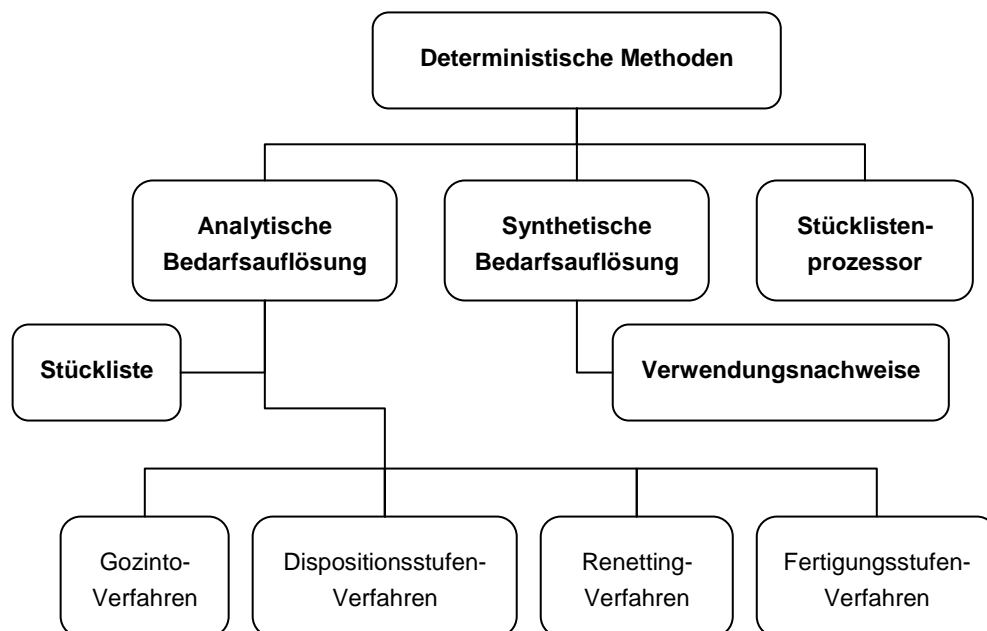 Deterministische Methoden
Analytische
Bedarfsauflösung
Synthetische
Bedarfsauflösung
Stücklisten-
prozessor
Stückliste
Verwendungsnachweise
Gozinto-
Verfahren
Dispositionsstufen-
Verfahren
Renetting-
Verfahren
Fertigungsstufen-
Verfahren